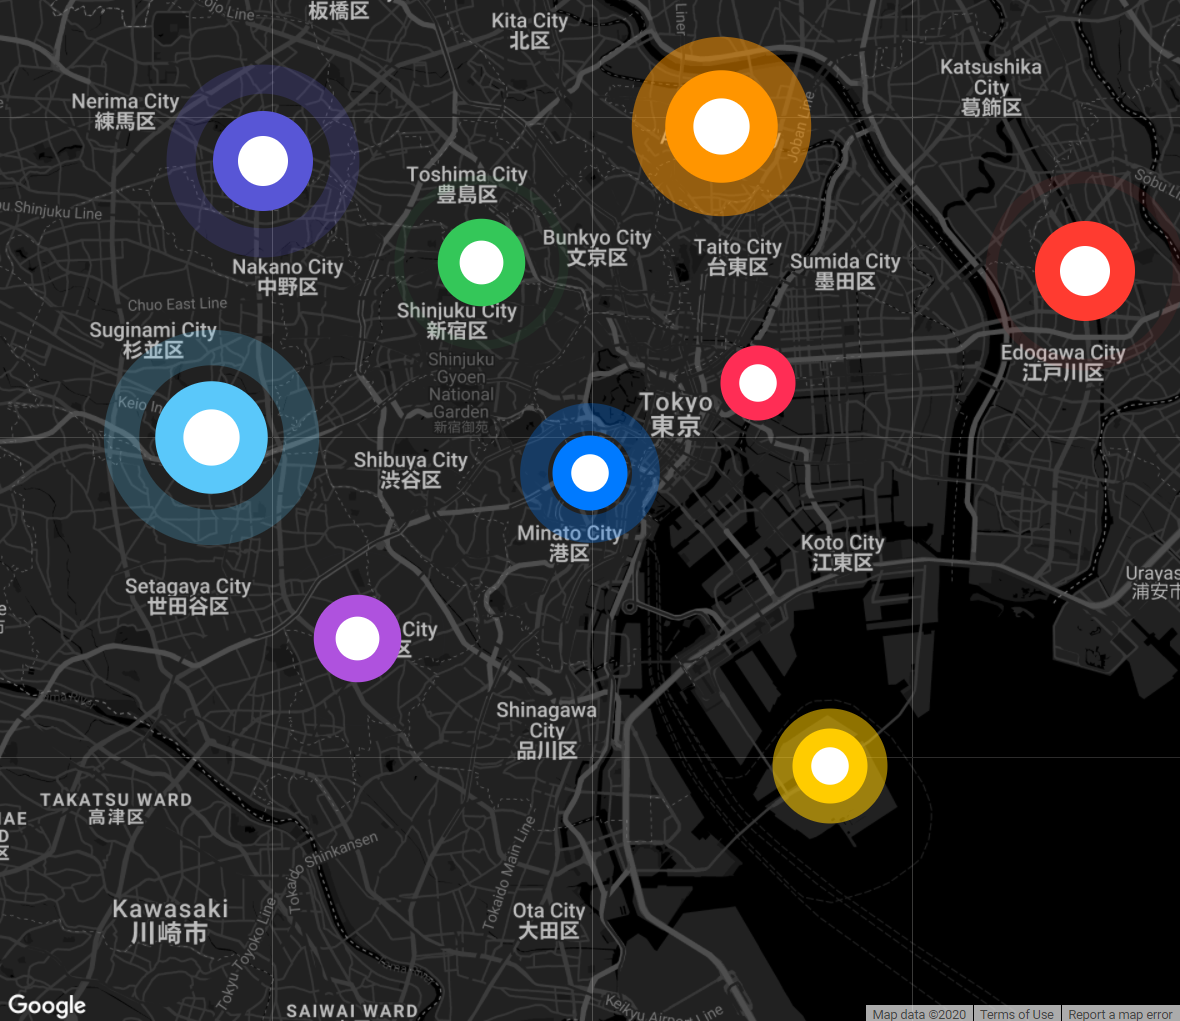 ojo Line
板橋区
Kita City
北区
Liner
Katsushika
City
葛飾区
Nerima City
練馬区
Joban Line
Toshima City
豊島区
Sobu L
u Shinjuku Line
Bunkyo City
文京区
Taito City
台東区
Sumida City
墨田区
Nakano City
中野区
Chuo East Line
Shinjuku City
新宿区
Suginami City
杉並区
Shinjuku
Gyoen
National
Garden
新宿御苑
Edogawa City
江戸川区
Keio In
Tokyo
東京
Shibuya City
渋谷区
Minato City
港区
Koto City
江東区
Urayas
浦安市
Setagaya City
世田谷区
City
区
Shinagawa
City
品川区
TAKATSU WARD
高津区
AE
D
区
Tokaido Shinkansen
Tokaido Main Line
Kawasaki
川崎市
Tokyu Toyoko Line
Ota City
大田区
Keikyu Airport Line
SAIWAI WARD
Google
Map data ©2020
Terms of Use
Report a map error